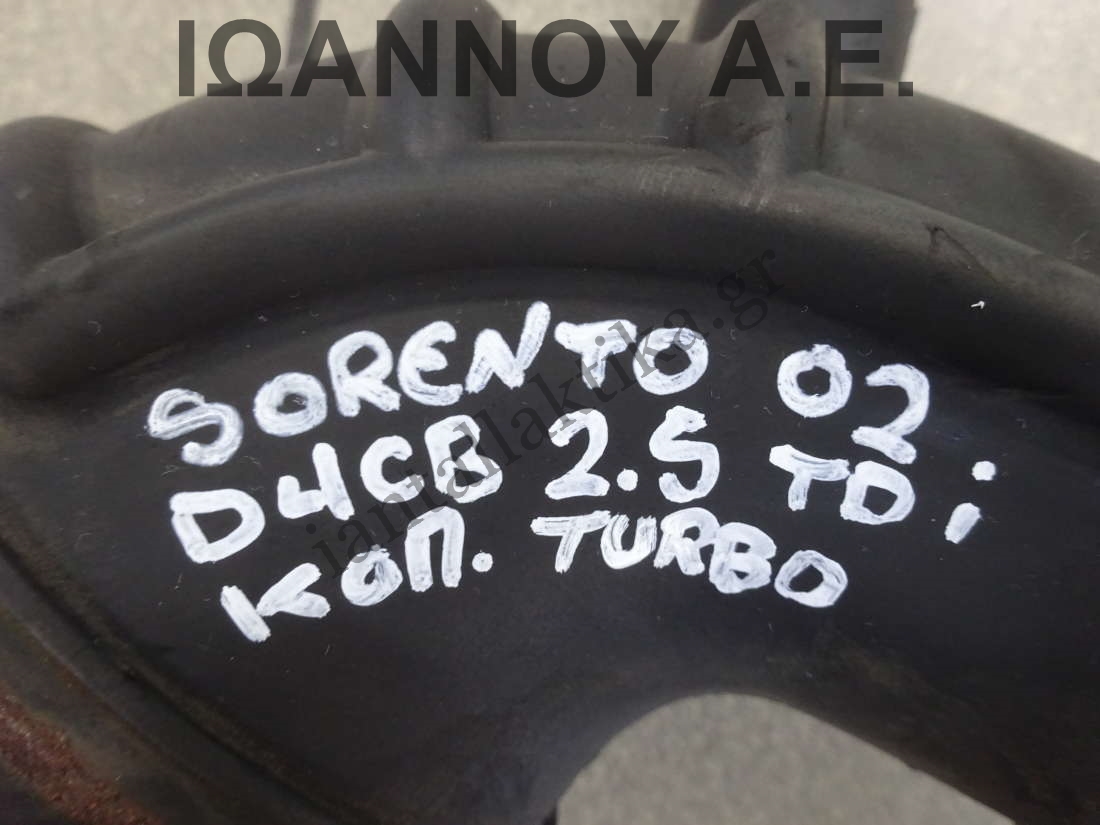 ΙΩΑΝΝΟΥ Α.Ε.
iantallaktika.gr
SORENTO 02
D4CB 2.5 TDi
ΚΟΠ. TURBO